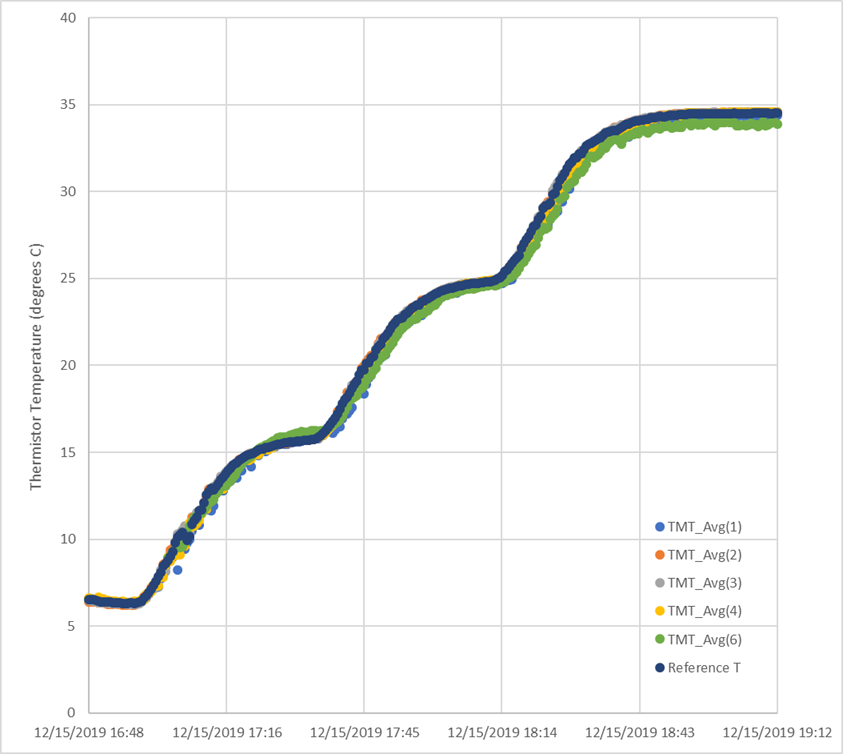 40
35
30
25
20
15
10
5
0
Thermistor Temperature (degrees C)
TMT_Avg(1)
TMT_Avg(2)
TMT_Avg(3)
TMT_Avg(4)
TMT_Avg(6)
Reference T
12/15/2019 16:48 12/15/2019 17:16 12/15/2019 17:45 12/15/2019 18:14 12/15/2019 18:43 12/15/2019 19:12